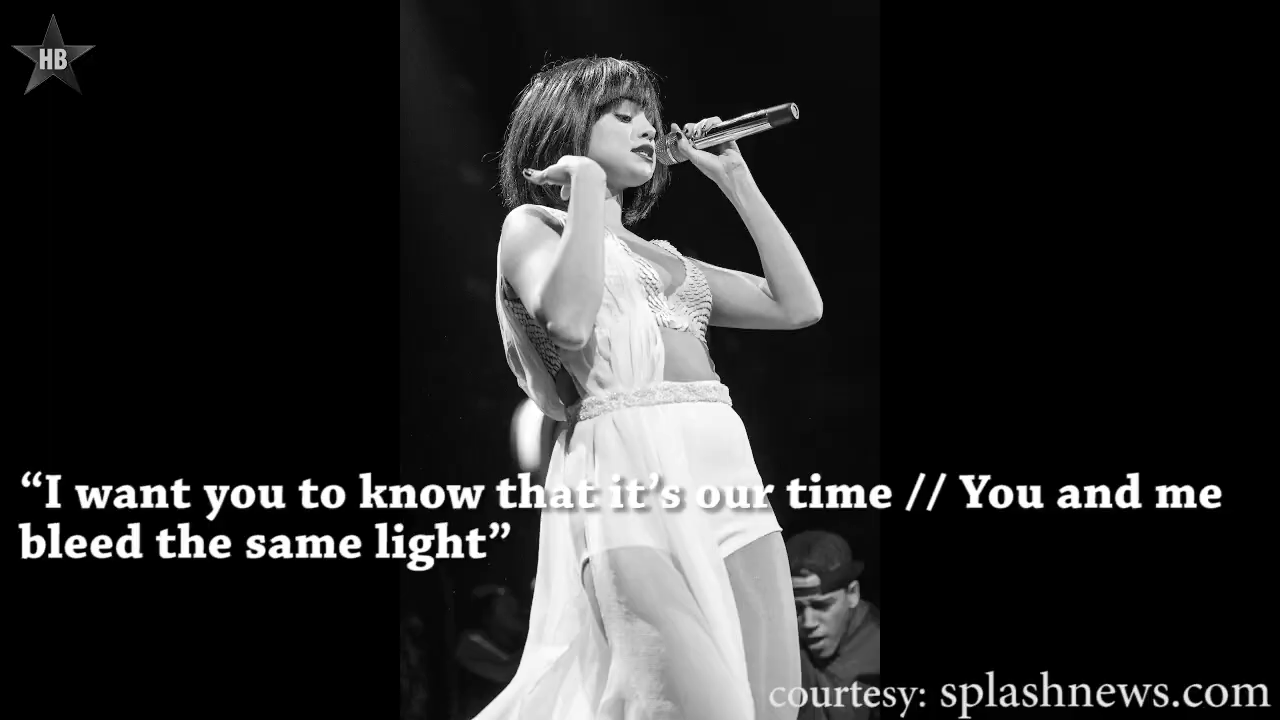 HB
“I want you to know that it’s our time // You and me
bleed the same light”
courtesy: splashnews.com